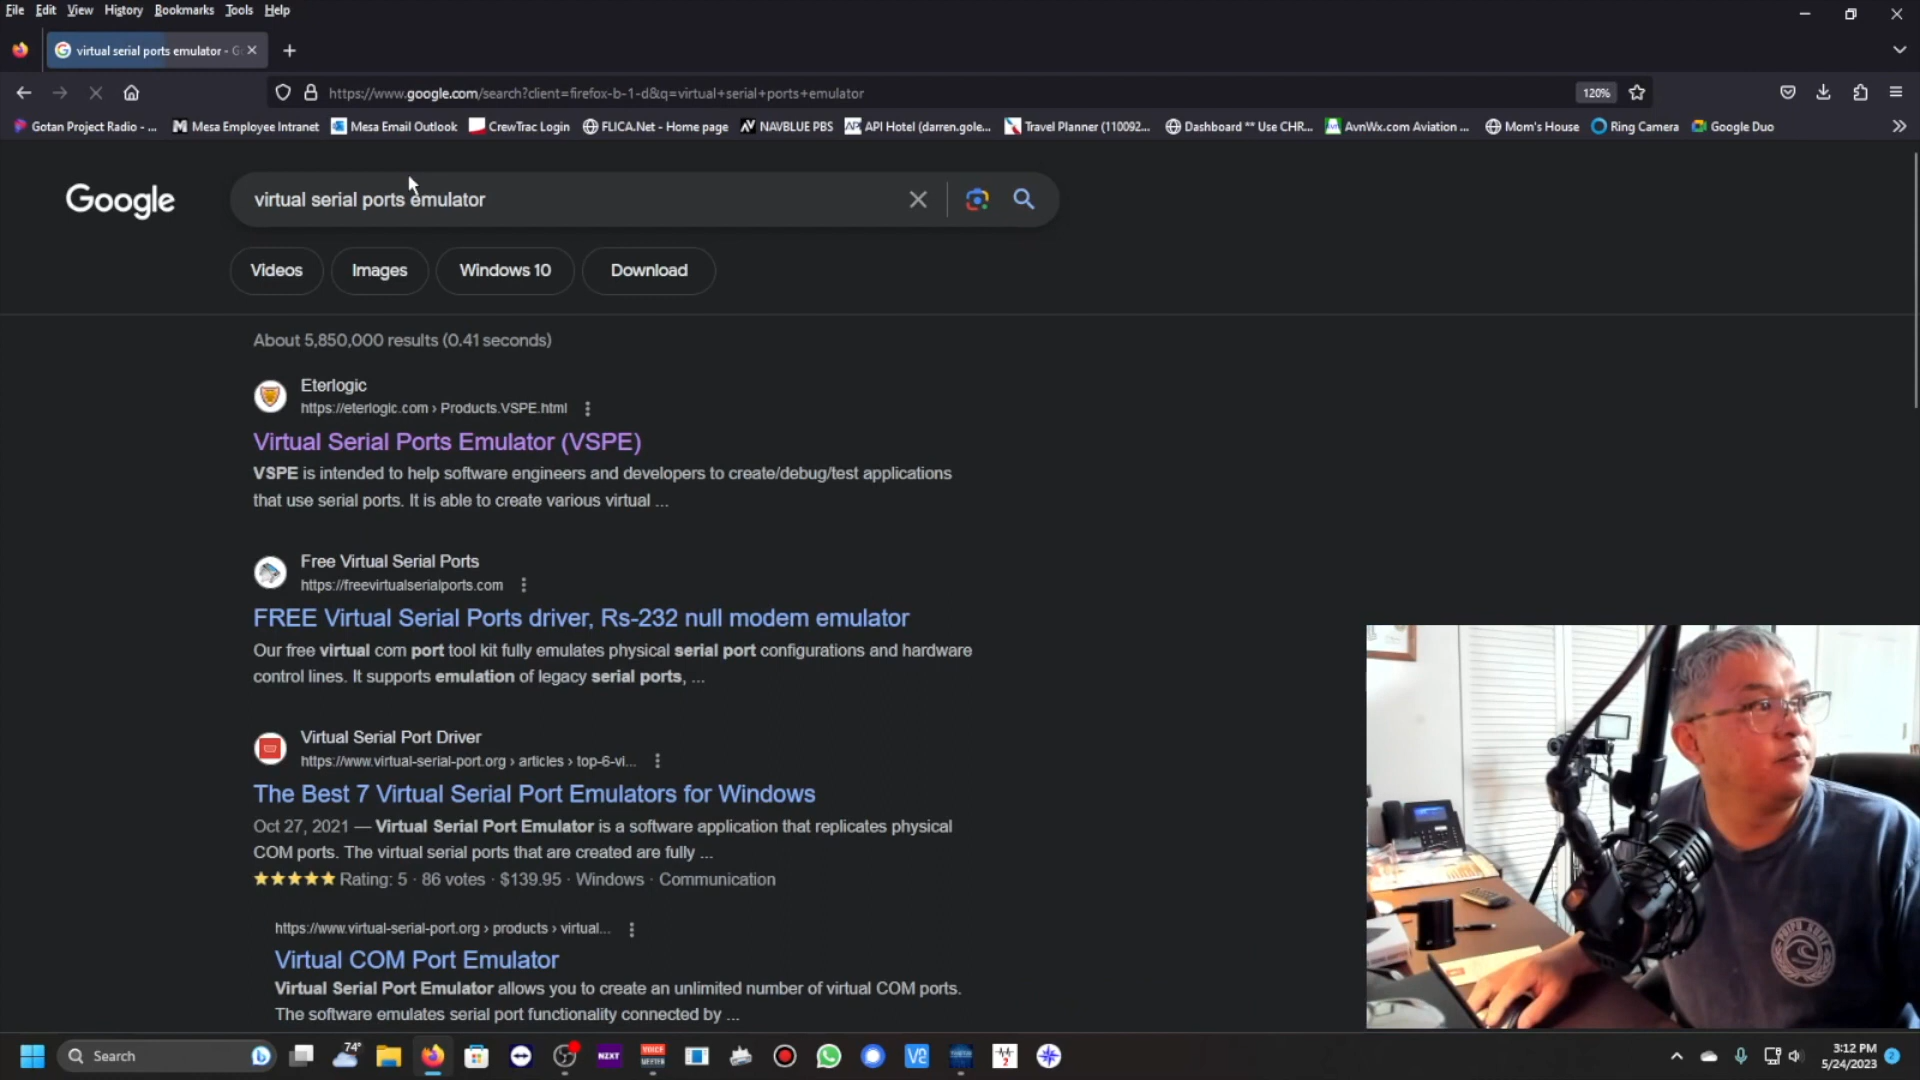 File Edit View History Bookmarks Tools Help
virtual serial ports emulator - G
https://www.google.com/search?client=firefox-b-1-d&q=virtual+serial+ports+emulator
120%
Gotan Project Radio - ... Mesa Employee Intranet Mesa Email Outlook CrewTrac Login FLICA.Net - Home page NAVBLUE PBS API Hotel (darren.gole... Travel Planner (110092... Dashboard ** Use CHR... AvnWx.com Aviation ... Mom's House Ring Camera Google Duo
Google
virtual serial ports emulator
Videos Images Windows 10 Download
About 5,850,000 results (0.41 seconds)
Eterlogic
https://eterlogic.com › Products.VSPE.html
Virtual Serial Ports Emulator (VSPE)
VSPE is intended to help software engineers and developers to create/debug/test applications
that use serial ports. It is able to create various virtual ...
Free Virtual Serial Ports
https://freevirtualserialports.com
FREE Virtual Serial Ports driver, Rs-232 null modem emulator
Our free virtual com port tool kit fully emulates physical serial port configurations and hardware
control lines. It supports emulation of legacy serial ports, ...
Virtual Serial Port Driver
https://www.virtual-serial-port.org › articles › top-6-vi...
The Best 7 Virtual Serial Port Emulators for Windows
Oct 27, 2021 — Virtual Serial Port Emulator is a software application that replicates physical
COM ports. The virtual serial ports that are created are fully ...
Rating: 5 · 86 votes · $139.95 · Windows · Communication
https://www.virtual-serial-port.org › products › virtual...
Virtual COM Port Emulator
Virtual Serial Port Emulator allows you to create an unlimited number of virtual COM ports.
The software emulates serial port functionality connected by ...
Search
74°
NZXT
VOICE
MEETER
V2
2
3:12 PM
5/24/2023
2